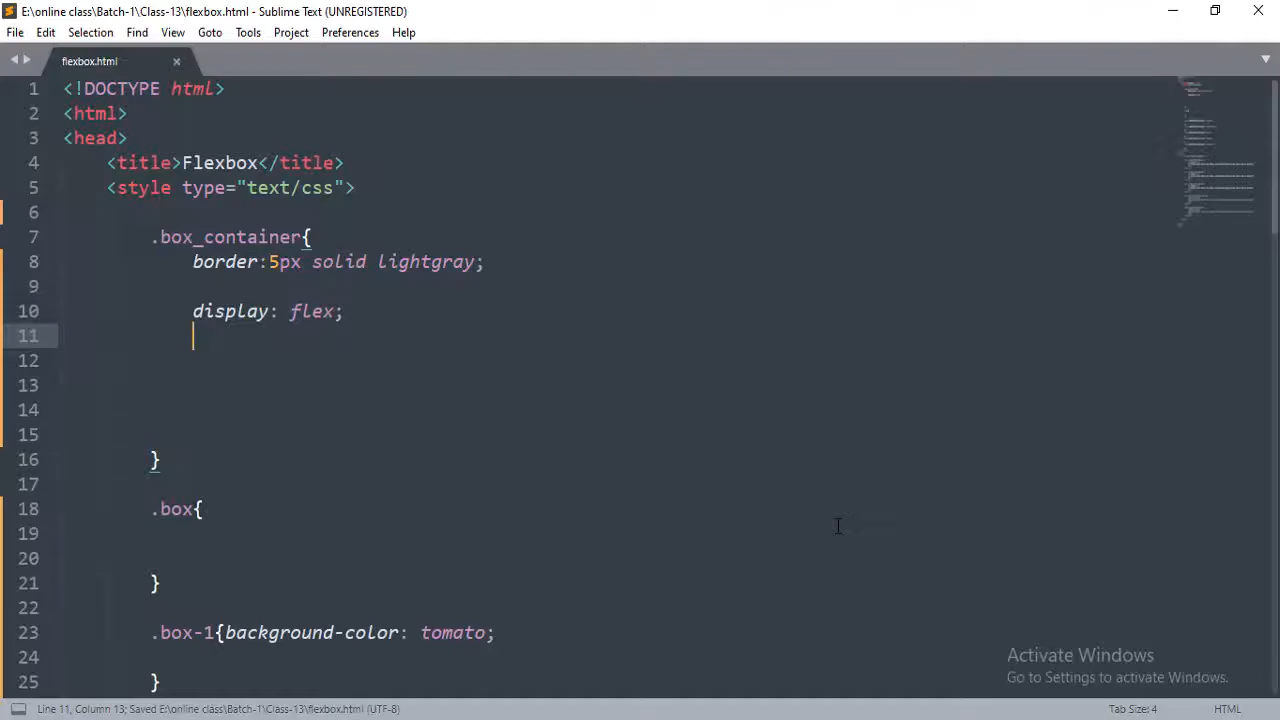 E:\online class\Batch-1\Class-13\flexbox.html - Sublime Text (UNREGISTERED)
File Edit Selection Find View Goto Tools Project Preferences Help
flexbox.html
1 <!DOCTYPE html>
2 <html>
3 <head>
4 <title>Flexbox</title>
5 <style type="text/css">
6
7 .box_container{
8 border:5px solid lightgray;
9
10 display: flex;
11
12
13
14
15
16 }
17
18 .box{
19
20
21 }
22
23 .box-1{background-color: tomato;
24
25 }
Activate Windows
Go to Settings to activate Windows.
Line 11, Column 13; Saved E:\online class\Batch-1\Class-13\flexbox.html (UTF-8) Tab Size: 4 HTML